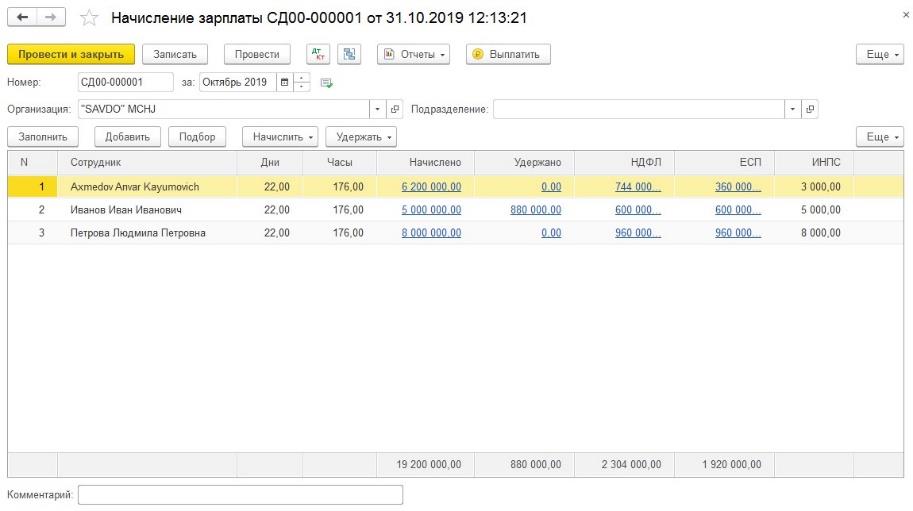 Начисление зарплаты СД00-000001 от 31.10.2019 12:13:21
Провести и закрыть Записать Провести Дт Кт Отчеты Выплатить Еще
Номер: СД00-000001 за: Октябрь 2019
Организация: "SAVDO" MCHJ Подразделение:
Заполнить Добавить Подбор Начислить Удержать Еще
N Сотрудник Дни Часы Начислено Удержано НДФЛ ЕСП ИНПС
1 Axmedov Anvar Kayumovich 22,00 176,00 6 200 000,00 0,00 744 000... 360 000... 3 000,00
2 Иванов Иван Иванович 22,00 176,00 5 000 000,00 880 000,00 600 000... 600 000... 5 000,00
3 Петрова Людмила Петровна 22,00 176,00 8 000 000,00 0,00 960 000... 960 000... 8 000,00
19 200 000,00 880 000,00 2 304 000,00 1 920 000,00
Комментарий: